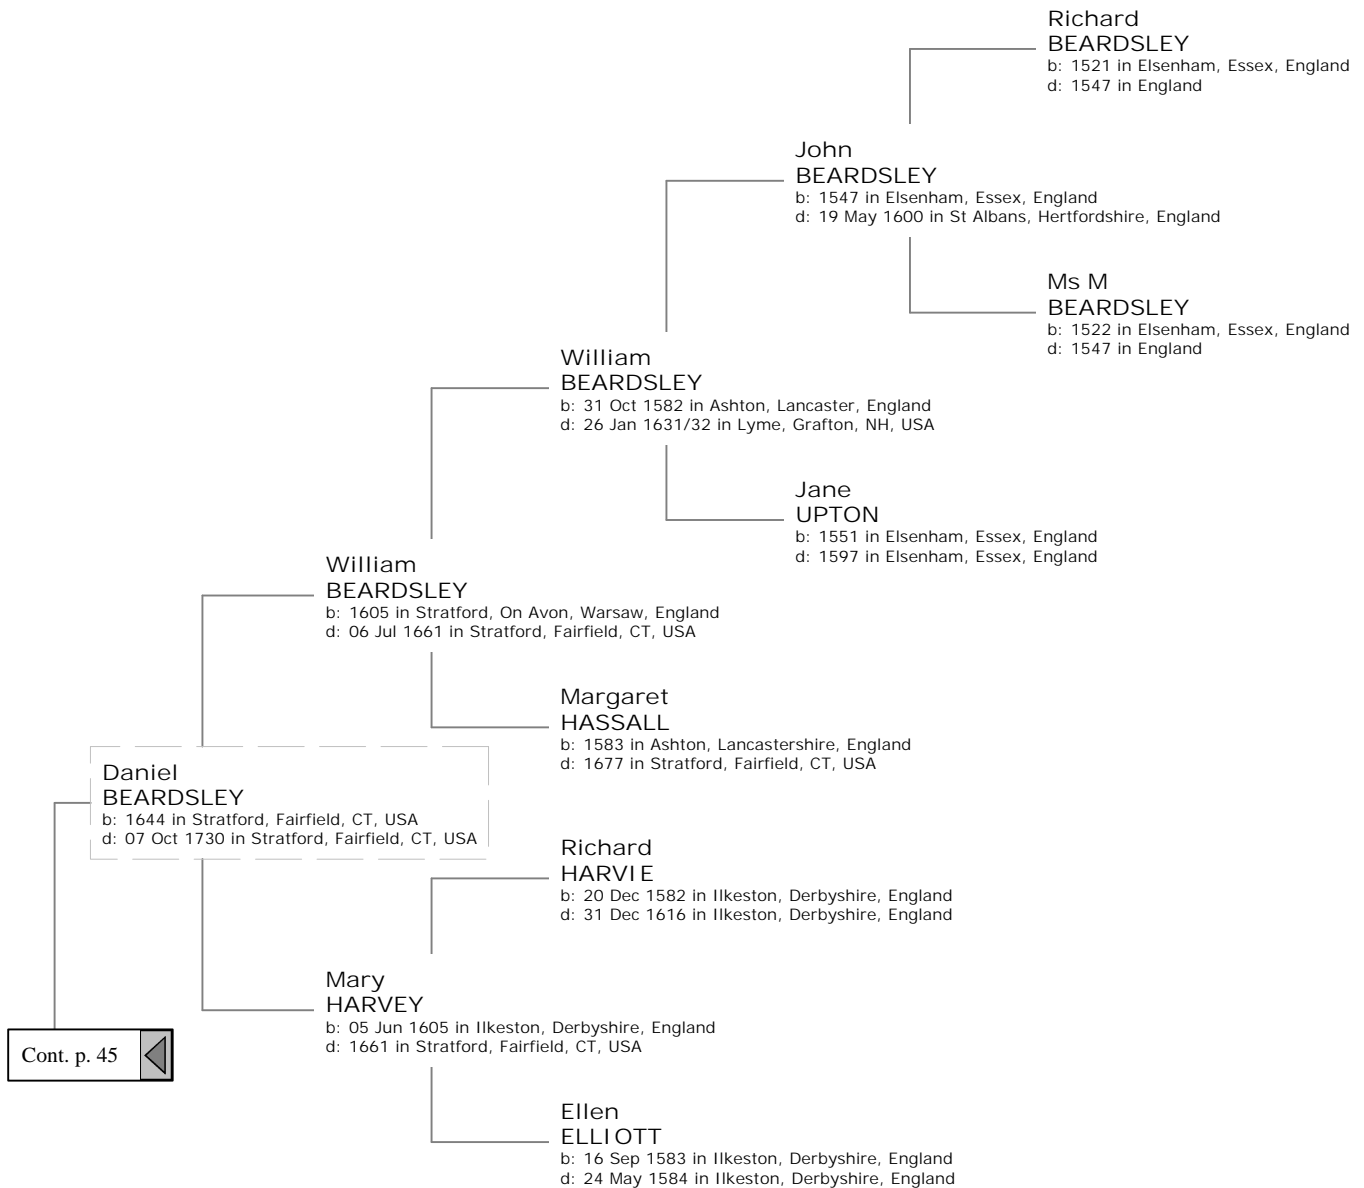 Richard
BEARDSLEY
b: 1521 in Elsenham, Essex, England
d: 1547 in England
John
BEARDSLEY
b: 1547 in Elsenham, Essex, England
d: 19 May 1600 in St Albans, Hertfordshire, England
Ms M
BEARDSLEY
b: 1522 in Elsenham, Essex, England
d: 1547 in England
William
BEARDSLEY
b: 31 Oct 1582 in Ashton, Lancaster, England
d: 26 Jan 1631/32 in Lyme, Grafton, NH, USA
Jane
UPTON
b: 1551 in Elsenham, Essex, England
d: 1597 in Elsenham, Essex, England
William
BEARDSLEY
b: 1605 in Stratford, On Avon, Warsaw, England
d: 06 Jul 1661 in Stratford, Fairfield, CT, USA
Margaret
HASSALL
b: 1583 in Ashton, Lancastershire, England
d: 1677 in Stratford, Fairfield, CT, USA
Daniel
BEARDSLEY
b: 1644 in Stratford, Fairfield, CT, USA
d: 07 Oct 1730 in Stratford, Fairfield, CT, USA
Richard
HARVIE
b: 20 Dec 1582 in Ilkeston, Derbyshire, England
d: 31 Dec 1616 in Ilkeston, Derbyshire, England
Mary
HARVEY
b: 05 Jun 1605 in Ilkeston, Derbyshire, England
d: 1661 in Stratford, Fairfield, CT, USA
Cont. p. 45
Ellen
ELLIOTT
b: 16 Sep 1583 in Ilkeston, Derbyshire, England
d: 24 May 1584 in Ilkeston, Derbyshire, England